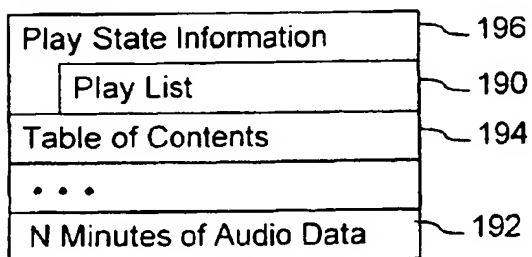 Play State Information 196
Play List 190
Table of Contents 194
• • •
N Minutes of Audio Data 192